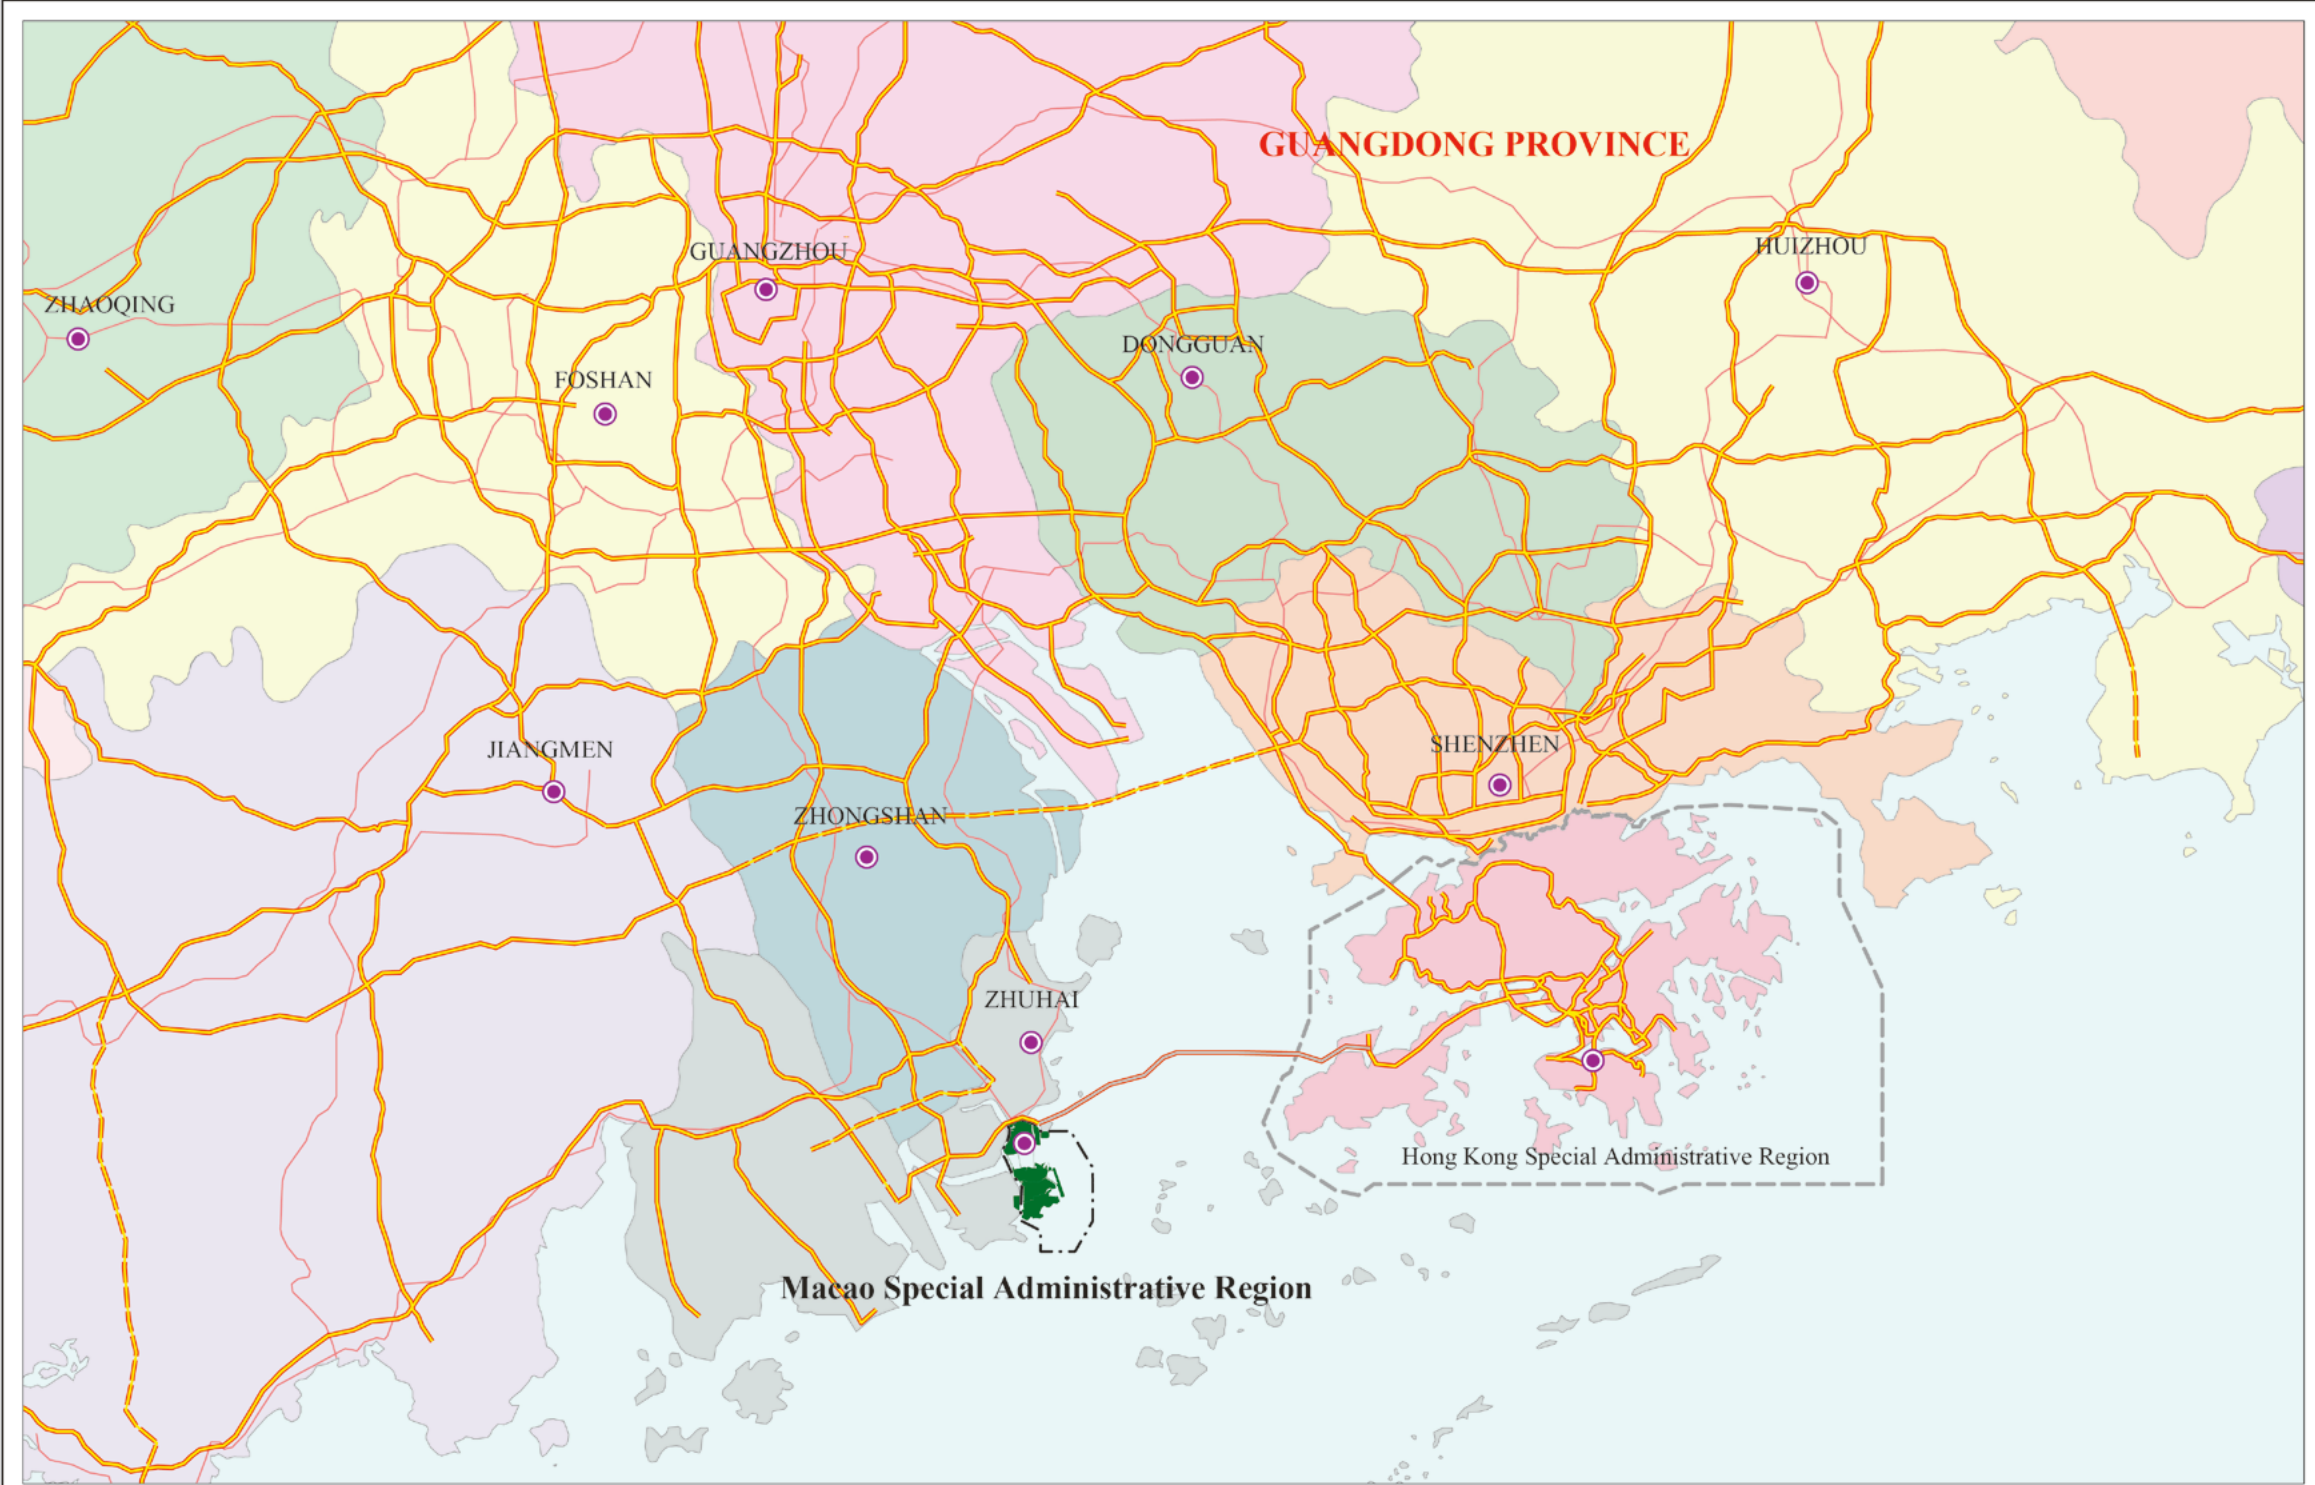 GUANGDONG PROVINCE
GUANGZHOU
HUIZHOU
ZHAOQING
DONGGUAN
FOSHAN
SHENZHEN
JIANGMEN
ZHONGSHAN
ZHUHAI
Hong Kong Special Administrative Region
Macao Special Administrative Region